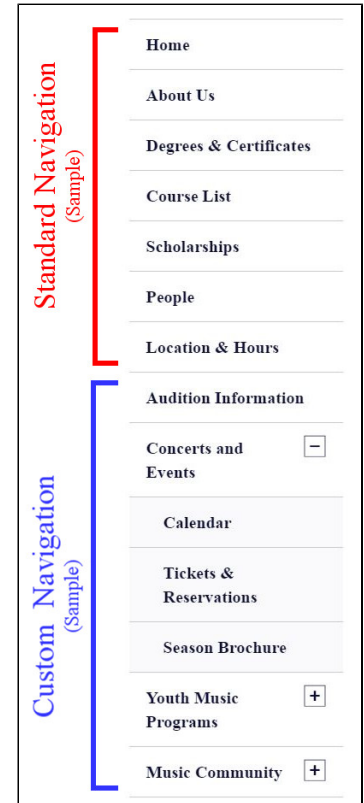 Standard Navigation
(Sample)
Home
About Us
Degrees & Certificates
Course List
Scholarships
People
Location & Hours
Custom Navigation
(Sample)
Audition Information
Concerts and
Events
Calendar
Tickets &
Reservations
Season Brochure
Youth Music
Programs
Music Community